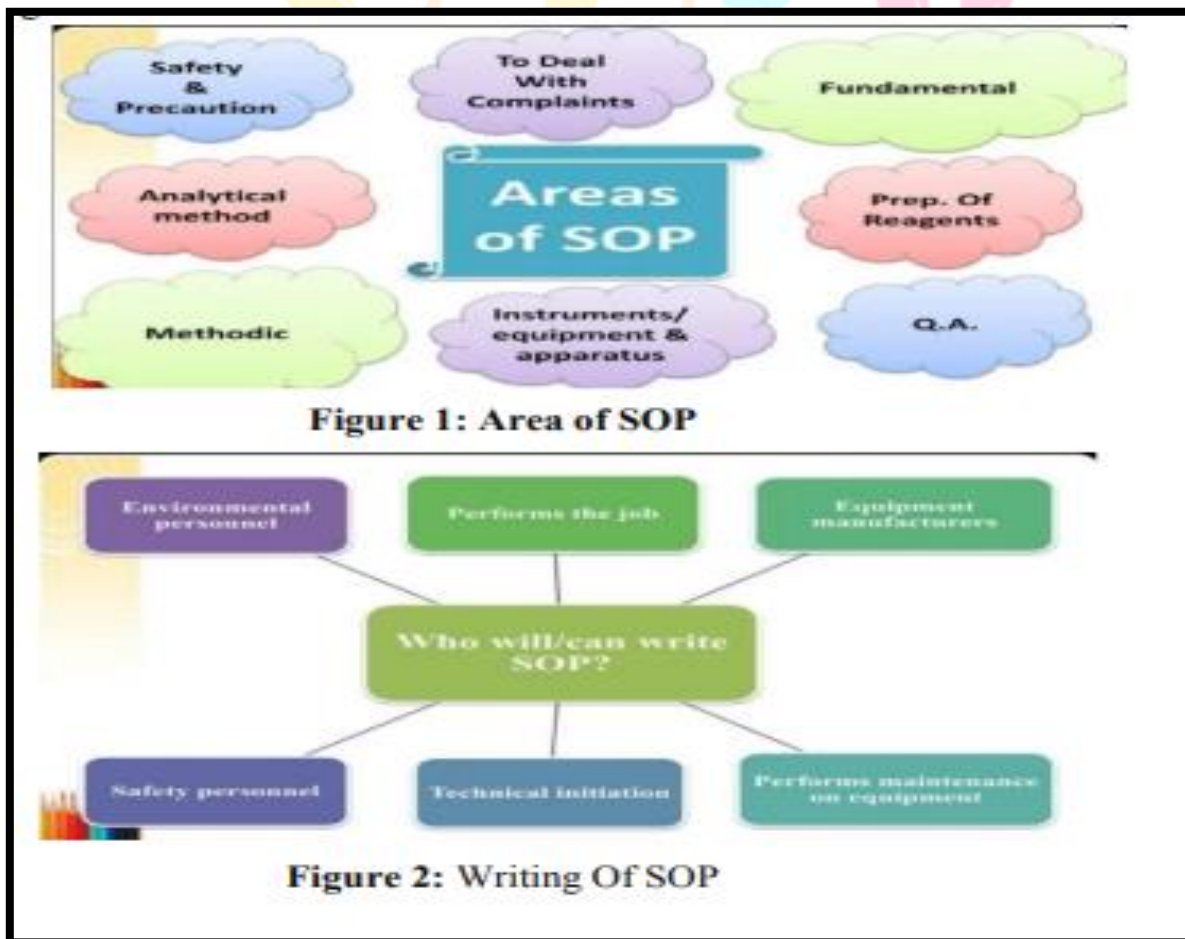 Safety
&
Precaution
To Deal
With
Complaints
Fundamental
Analytical
method
Areas
of SOP
Prep. Of
Reagents
Methodic
Instruments/
equipment &
apparatus
Q.A.
Figure 1: Area of SOP
Environmental
personnel
Performs the job
Equipment
manufacturers
Who will/can write
SOP?
Safety personnel
Technical initiation
Performs maintenance
on equipment
Figure 2: Writing Of SOP